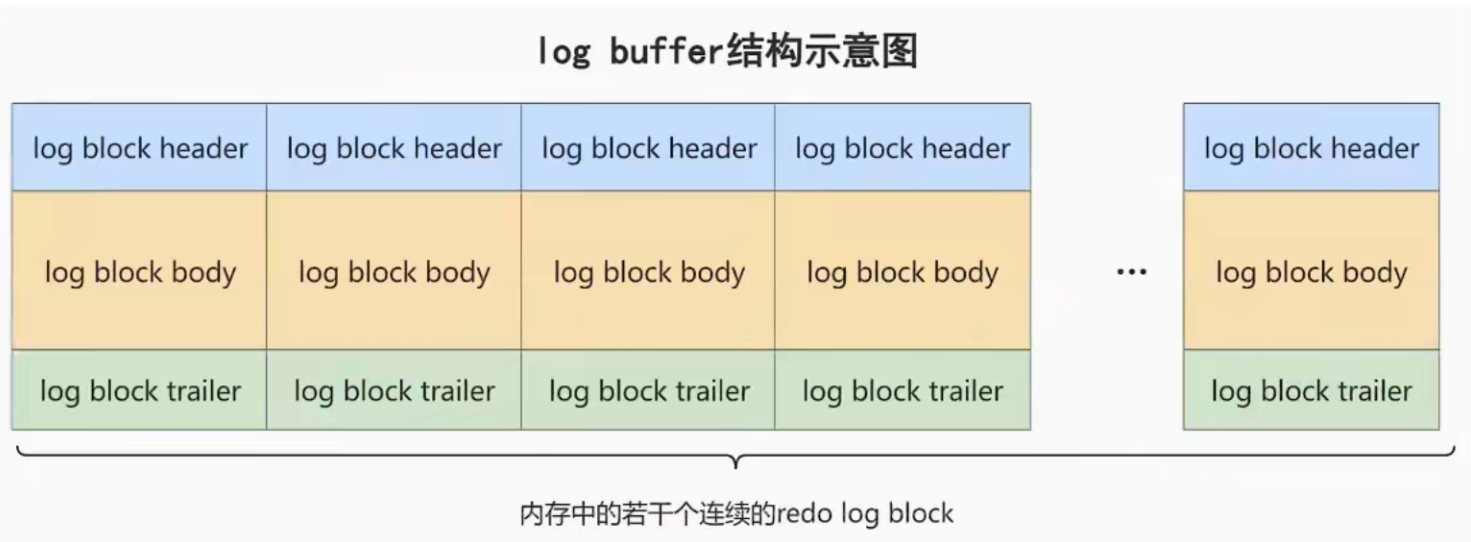 log buffer结构示意图
log block header log block header log block header log block header log block header
log block body log block body log block body log block body ... log block body
log block trailer log block trailer log block trailer log block trailer log block trailer
内存中的若干个连续的redo log block